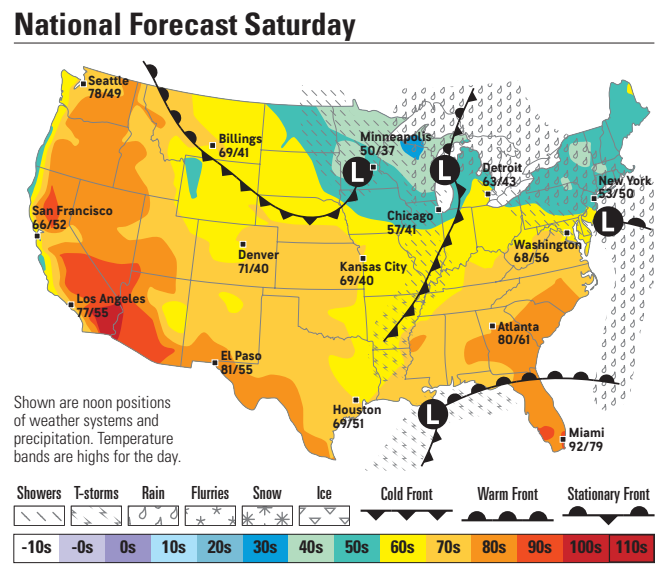 National Forecast Saturday
Seattle
78/49
Billings
69/41
Minneapolis
50/37
L
L
Detroit
63/43
New York
53/50
L
San Francisco
66/52
Chicago
57/41
Washington
68/56
Denver
71/40
Kansas City
69/40
Los Angeles
77/55
Atlanta
80/61
El Paso
81/55
Houston
69/51
L
Miami
92/79
Shown are noon positions
of weather systems and
precipitation. Temperature
bands are highs for the day.
Showers T-storms Rain Flurries Snow Ice Cold Front Warm Front Stationary Front
-10s -0s 0s 10s 20s 30s 40s 50s 60s 70s 80s 90s 100s 110s